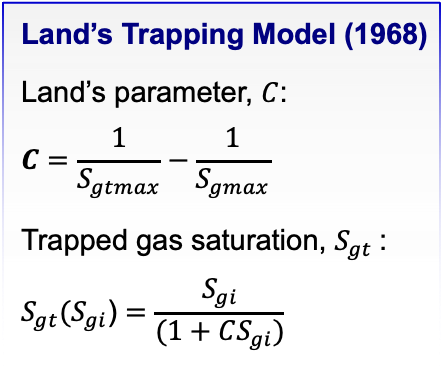 Land's Trapping Model (1968)
Land's parameter, C:
C = 1/S_gtmax − 1/S_gmax
Trapped gas saturation, S_gt :
S_gt(S_gi) = S_gi/(1 + CS_gi)